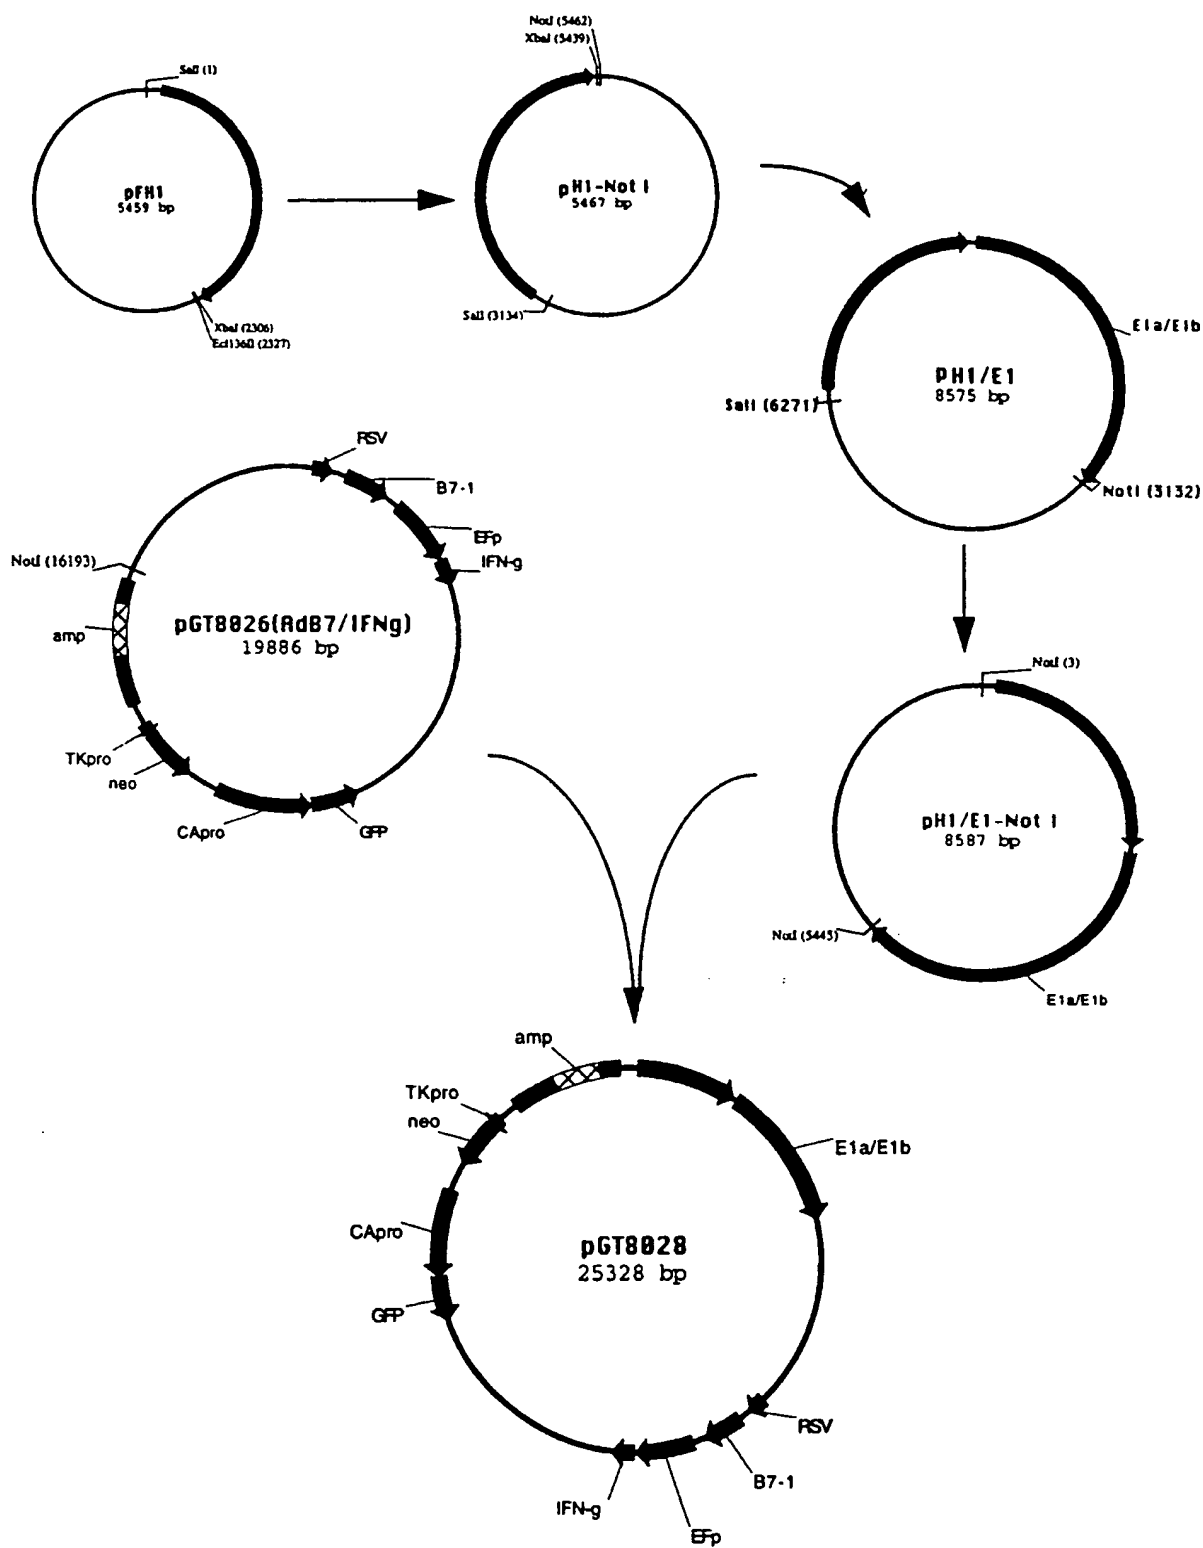 NotI (5462)
XbaI (5439)
SalI (1)
pFH1
5459 bp
XbaI (2306)
Ecl136II (2327)
pH1-Not I
5467 bp
SalI (3134)
E1a/E1b
pH1/E1
8575 bp
SalI (6271)
NotI (3132)
RSV
B7-1
EFp
IFN-g
NotI (16193)
pGT8026(AdB7/IFNg)
19886 bp
amp
TKpro
neo
CApro
GFP
NotI (3)
pH1/E1-Not I
8587 bp
NotI (5445)
E1a/E1b
amp
TKpro
neo
E1a/E1b
CApro
pGT8028
25328 bp
GFP
RSV
B7-1
IFN-g
EFp